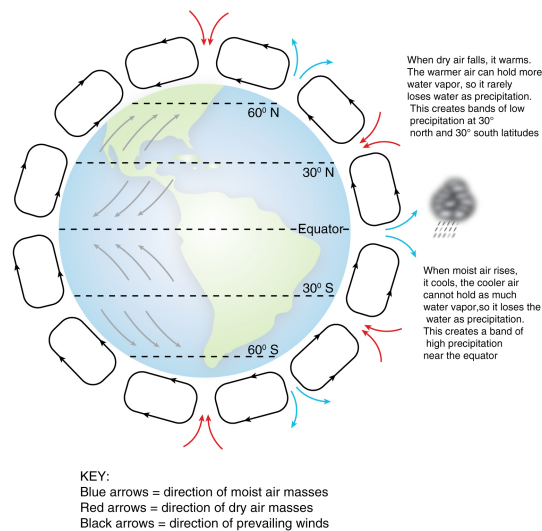 When dry air falls, it warms.
The warmer air can hold more
water vapor, so it rarely
loses water as precipitation.
This creates bands of low
precipitation at 30°
north and 30° south latitudes
60⁰ N
30⁰ N
Equator
When moist air rises,
it cools, the cooler air
cannot hold as much
water vapor,so it loses the
water as precipitation.
This creates a band of
high precipitation
near the equator
30⁰ S
60⁰ S
KEY:
Blue arrows = direction of moist air masses
Red arrows = direction of dry air masses
Black arrows = direction of prevailing winds